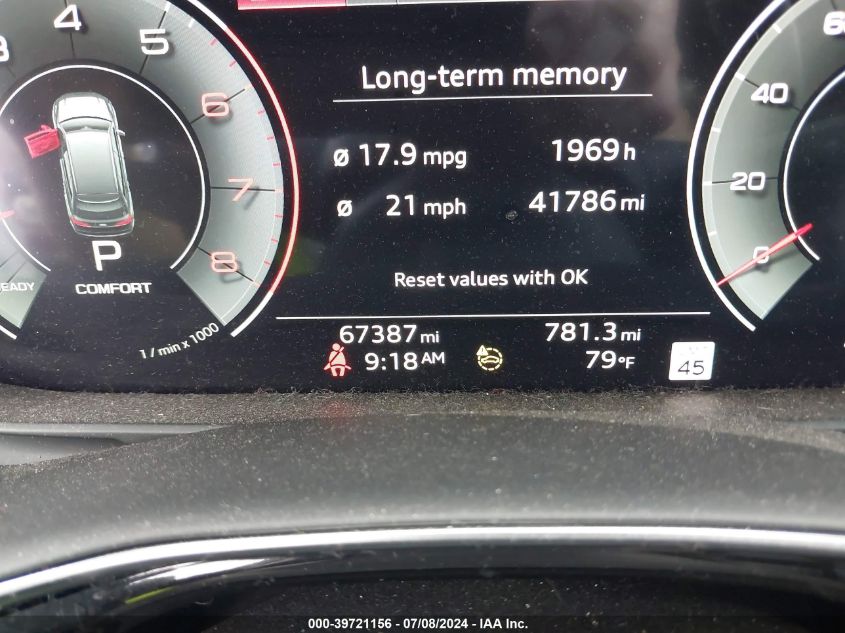 4
5
6
7
8
P
COMFORT
1 / min x 1000
Long-term memory
ø 17.9 mpg 1969 h
ø 21 mph 41786 mi
Reset values with OK
67387 mi 781.3 mi
9:18 AM 79°F
45
60
40
20
0
000-39721156 - 07/08/2024 - IAA Inc.